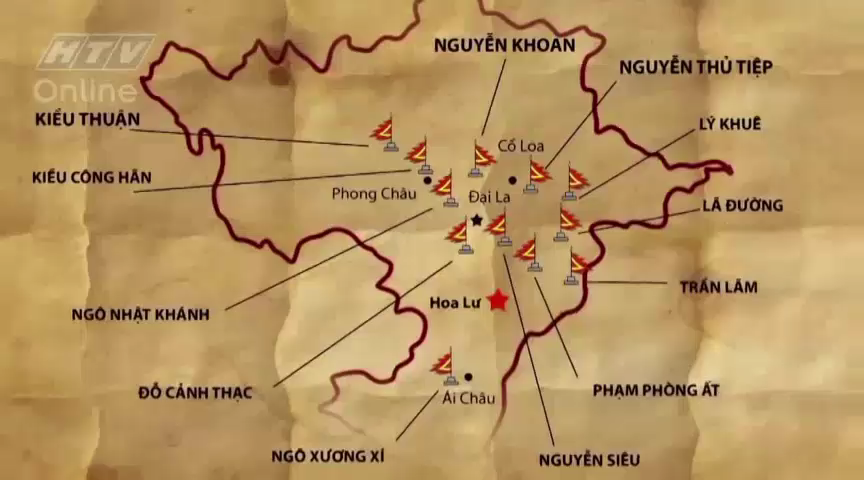 HTV
Online
NGUYỄN KHOAN
NGUYỄN THỦ TIỆP
KIỂU THUẬN
LÝ KHUÊ
Cổ Loa
KIỂU CÔNG HÃN
Phong Châu
Đại La
LÃ ĐƯỜNG
TRẦN LÃM
Hoa Lư
NGÔ NHẬT KHÁNH
ĐỖ CẢNH THẠC
Ái Châu
PHẠM PHÒNG ÁT
NGÔ XƯƠNG XÍ
NGUYỄN SIÊU